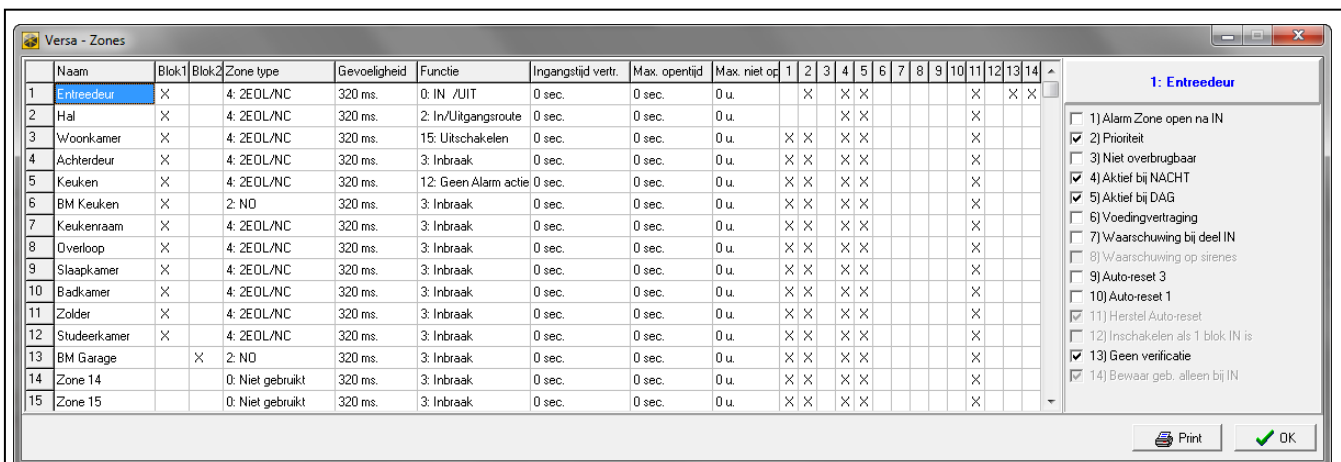 Versa - Zones
Naam Blok1 Blok2 Zone type Gevoeligheid Functie Ingangstijd vertr. Max. opentijd Max. niet op 1 2 3 4 5 6 7 8 9 10 11 12 13 14
1 Entreedeur X 4: 2EOL/NC 320 ms. 0: IN /UIT 0 sec. 0 sec. 0 u. X X X X X X
2 Hal X 4: 2EOL/NC 320 ms. 2: In/Uitgangsroute 0 sec. 0 sec. 0 u. X X X
3 Woonkamer X 4: 2EOL/NC 320 ms. 15: Uitschakelen 0 sec. 0 sec. 0 u. X X X X X
4 Achterdeur X 4: 2EOL/NC 320 ms. 3: Inbraak 0 sec. 0 sec. 0 u. X X X X X
5 Keuken X 4: 2EOL/NC 320 ms. 12: Geen Alarm actie 0 sec. 0 sec. 0 u. X X X X X
6 BM Keuken X 2: NO 320 ms. 3: Inbraak 0 sec. 0 sec. 0 u. X X X X X
7 Keukenraam X 4: 2EOL/NC 320 ms. 3: Inbraak 0 sec. 0 sec. 0 u. X X X X X
8 Overloop X 4: 2EOL/NC 320 ms. 3: Inbraak 0 sec. 0 sec. 0 u. X X X X X
9 Slaapkamer X 4: 2EOL/NC 320 ms. 3: Inbraak 0 sec. 0 sec. 0 u. X X X X X
10 Badkamer X 4: 2EOL/NC 320 ms. 3: Inbraak 0 sec. 0 sec. 0 u. X X X X X
11 Zolder X 4: 2EOL/NC 320 ms. 3: Inbraak 0 sec. 0 sec. 0 u. X X X X X
12 Studeerkamer X 4: 2EOL/NC 320 ms. 3: Inbraak 0 sec. 0 sec. 0 u. X X X X X
13 BM Garage X 2: NO 320 ms. 3: Inbraak 0 sec. 0 sec. 0 u. X X X X X
14 Zone 14 0: Niet gebruikt 320 ms. 3: Inbraak 0 sec. 0 sec. 0 u. X X X X X
15 Zone 15 0: Niet gebruikt 320 ms. 3: Inbraak 0 sec. 0 sec. 0 u. X X X X X
1: Entreedeur
1) Alarm Zone open na IN
2) Prioriteit
3) Niet overbrugbaar
4) Aktief bij NACHT
5) Aktief bij DAG
6) Voedingvertraging
7) Waarschuwing bij deel IN
8) Waarschuwing op sirenes
9) Auto-reset 3
10) Auto-reset 1
11) Herstel Auto-reset
12) Inschakelen als 1 blok IN is
13) Geen verificatie
14) Bewaar geb. alleen bij IN
Print
OK